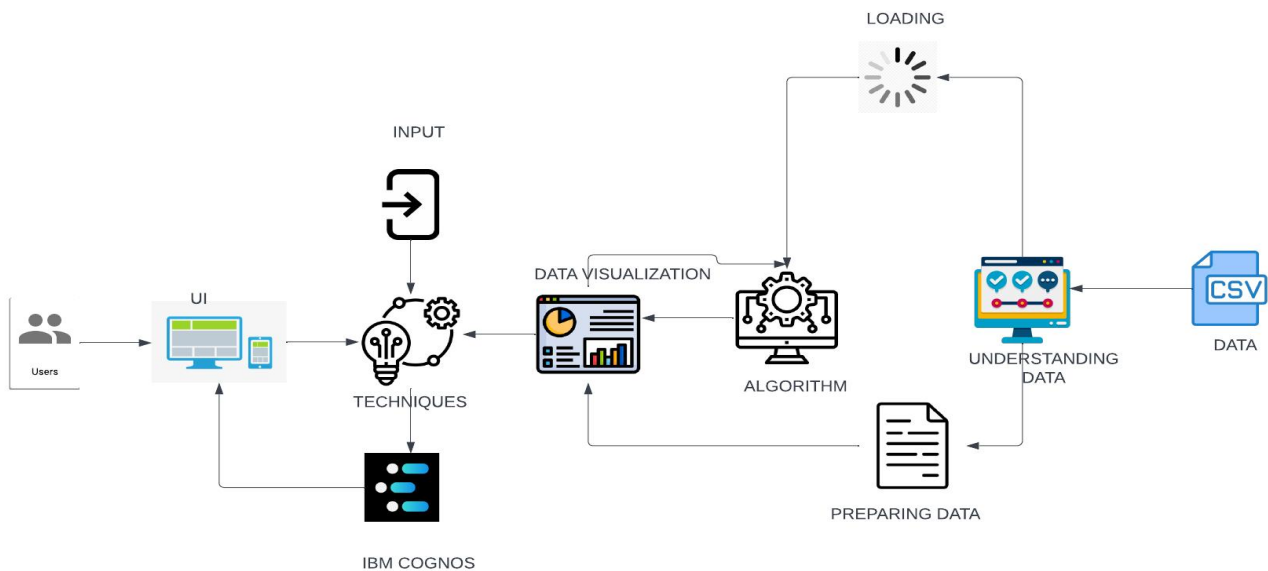 LOADING
INPUT
DATA VISUALIZATION
UI
CSV
Users
TECHNIQUES
ALGORITHM
UNDERSTANDING
DATA
DATA
PREPARING DATA
IBM COGNOS